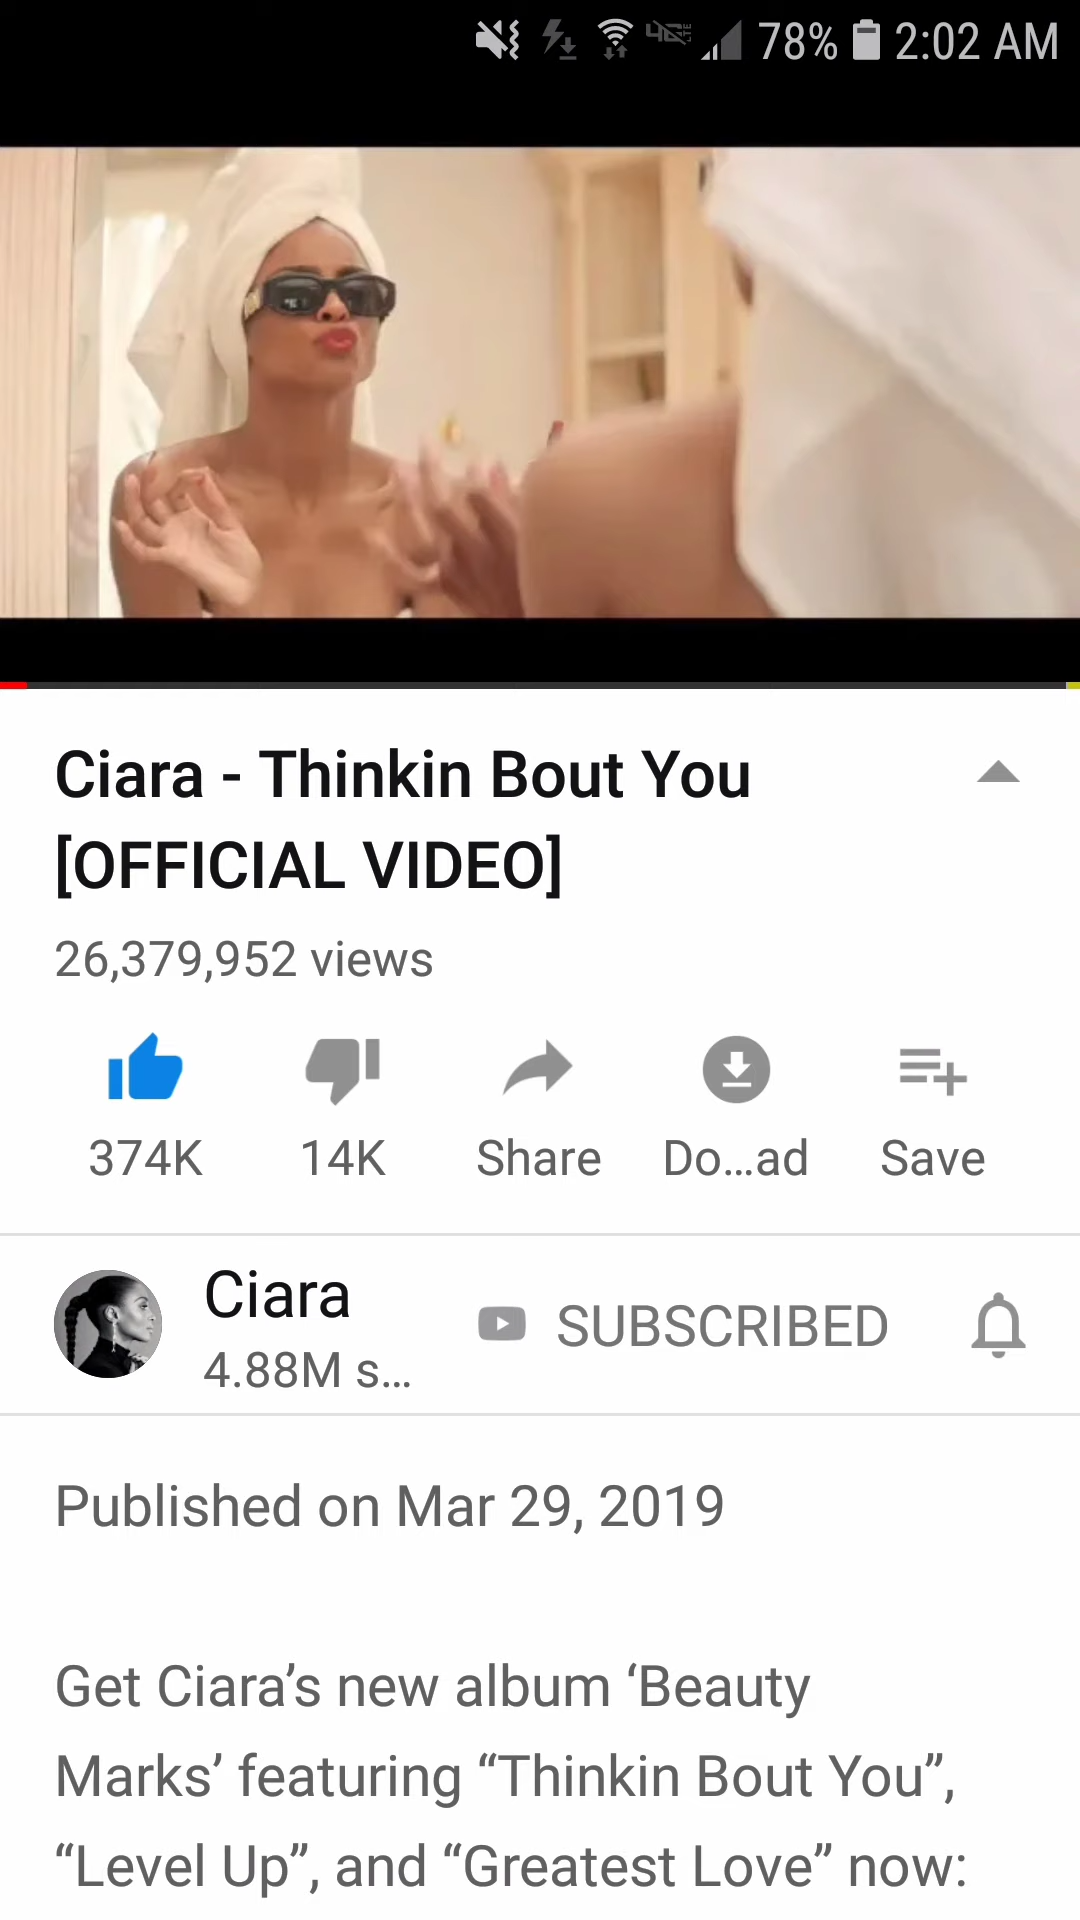 78% 2:02 AM
Ciara - Thinkin Bout You
[OFFICIAL VIDEO]
26,379,952 views
374K 14K Share Do...ad Save
Ciara
SUBSCRIBED
4.88M s...
Published on Mar 29, 2019
Get Ciara’s new album ‘Beauty
Marks’ featuring “Thinkin Bout You”,
“Level Up”, and “Greatest Love” now: